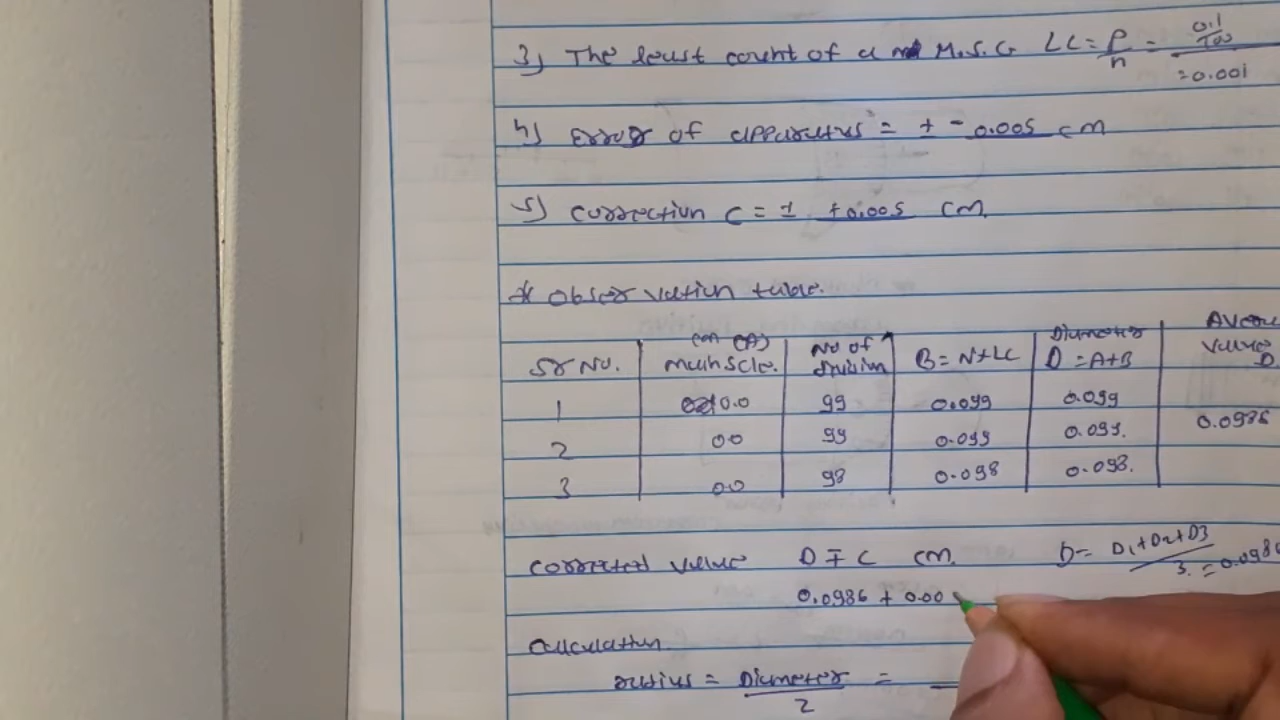 3) The least count of a M.S.G LC = P/n = 0.1/100
= 0.001
4) Error of apparatus = + - 0.005 cm
5) correction C = ± +0.005 cm
* Observation table.
Sr No. | cm (A) main scle. | No of division | B = N+LC | Diameter D = A+B | Value D
1 | 0.0 | 99 | 0.099 | 0.099
2 | 0.0 | 99 | 0.099 | 0.099. | 0.0986
3 | 0.0 | 98 | 0.098 | 0.098.
corrected value D ∓ C cm. D = D1+D2+D3/3. = 0.098
0.0986 + 0.00
calculation
radius = Diameter/2 =